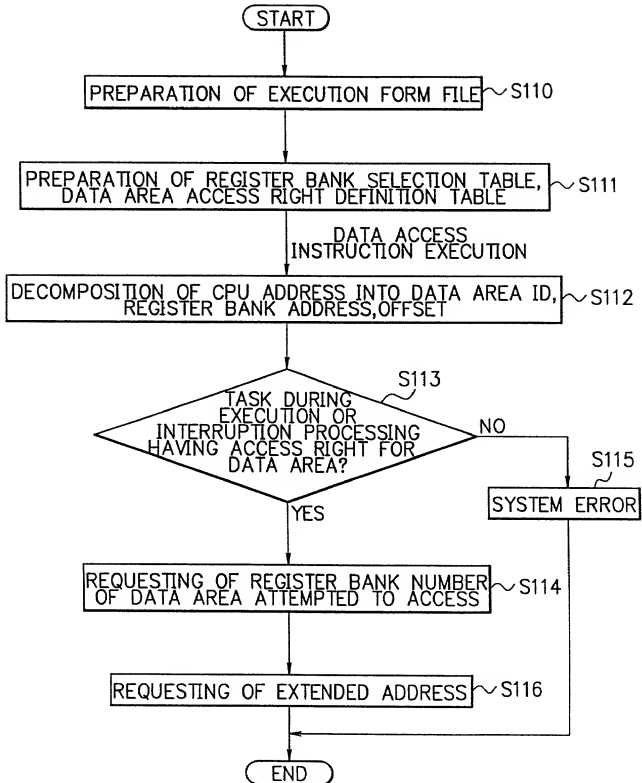 START
PREPARATION OF EXECUTION FORM FILE
S110
PREPARATION OF REGISTER BANK SELECTION TABLE,
DATA AREA ACCESS RIGHT DEFINITION TABLE
S111
DATA ACCESS
INSTRUCTION EXECUTION
DECOMPOSITION OF CPU ADDRESS INTO DATA AREA ID,
REGISTER BANK ADDRESS,OFFSET
S112
S113
TASK DURING
EXECUTION OR
INTERRUPTION PROCESSING
HAVING ACCESS RIGHT FOR
DATA AREA?
NO
S115
SYSTEM ERROR
YES
REQUESTING OF REGISTER BANK NUMBER
OF DATA AREA ATTEMPTED TO ACCESS
S114
REQUESTING OF EXTENDED ADDRESS
S116
END